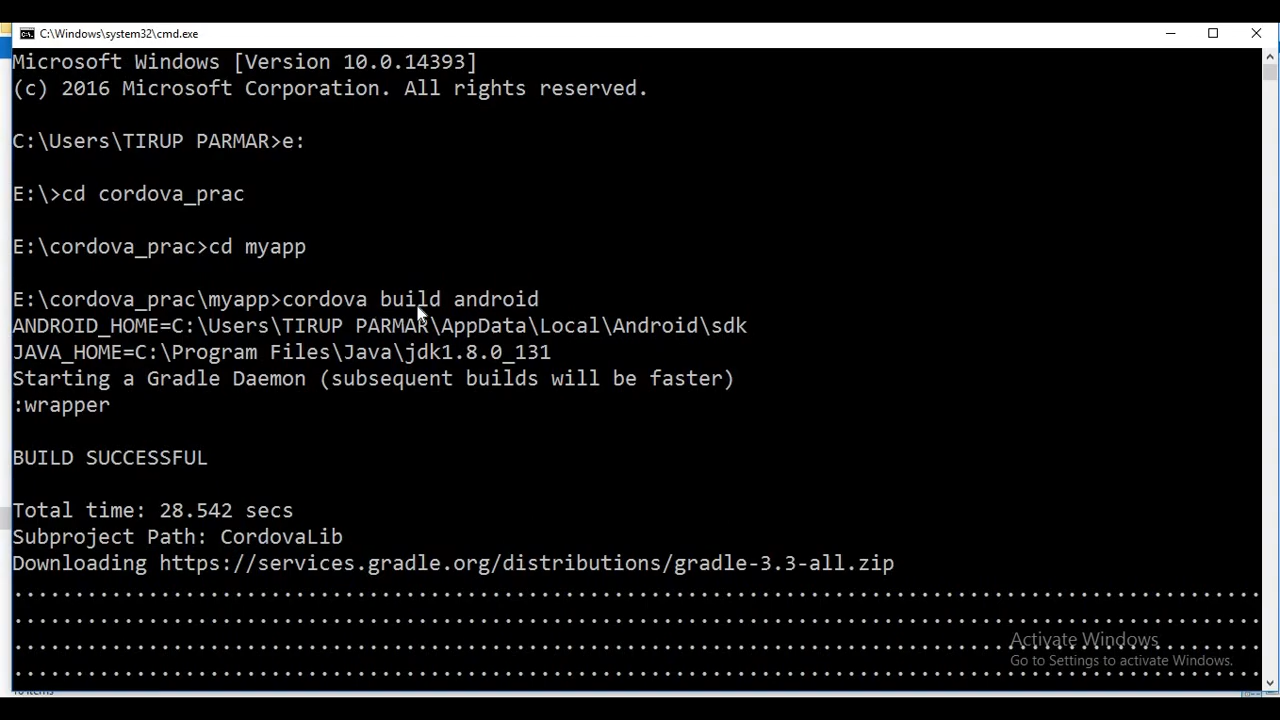 C:\Windows\system32\cmd.exe
Microsoft Windows [Version 10.0.14393]
(c) 2016 Microsoft Corporation. All rights reserved.
C:\Users\TIRUP PARMAR>e:
E:\>cd cordova_prac
E:\cordova_prac>cd myapp
E:\cordova_prac\myapp>cordova build android
ANDROID_HOME=C:\Users\TIRUP PARMAR\AppData\Local\Android\sdk
JAVA_HOME=C:\Program Files\Java\jdk1.8.0_131
Starting a Gradle Daemon (subsequent builds will be faster)
:wrapper
BUILD SUCCESSFUL
Total time: 28.542 secs
Subproject Path: CordovaLib
Downloading https://services.gradle.org/distributions/gradle-3.3-all.zip
......................................................................................................
......................................................................................................
......................................................................................................
......................................................................................................
Activate Windows
Go to Settings to activate Windows.